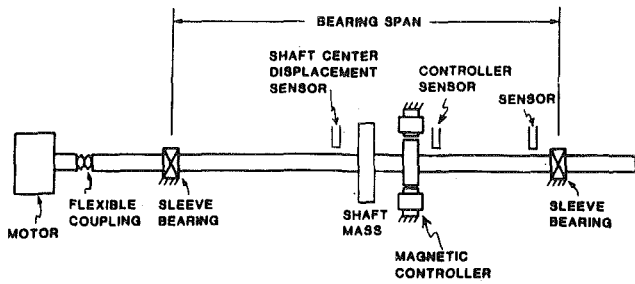 BEARING SPAN
SHAFT CENTER
DISPLACEMENT
SENSOR
CONTROLLER
SENSOR
SENSOR
MOTOR
FLEXIBLE
COUPLING
SLEEVE
BEARING
SHAFT
MASS
MAGNETIC
CONTROLLER
SLEEVE
BEARING